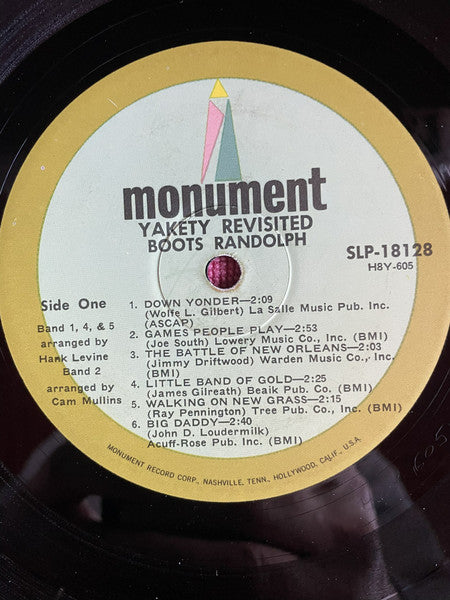 monument
YAKETY REVISITED
BOOTS RANDOLPH
SLP-18128
H8Y-605
Side One
Band 1, 4, & 5
arranged by
Hank Levine
Band 2
arranged by
Cam Mullins
1. DOWN YONDER—2:09
(Wolfe L. Gilbert) La Salle Music Pub. Inc.
(ASCAP)
2. GAMES PEOPLE PLAY—2:53
(Joe South) Lowery Music Co., Inc. (BMI)
3. THE BATTLE OF NEW ORLEANS—2:03
(Jimmy Driftwood) Warden Music Co., Inc.
(BMI)
4. LITTLE BAND OF GOLD—2:25
(James Gilreath) Beaik Pub. Co. (BMI)
5. WALKING ON NEW GRASS—2:15
(Ray Pennington) Tree Pub. Co., Inc. (BMI)
6. BIG DADDY—2:40
(John D. Loudermilk)
Acuff-Rose Pub. Inc. (BMI)
MONUMENT RECORD CORP., NASHVILLE, TENN., HOLLYWOOD, CALIF., U.S.A.